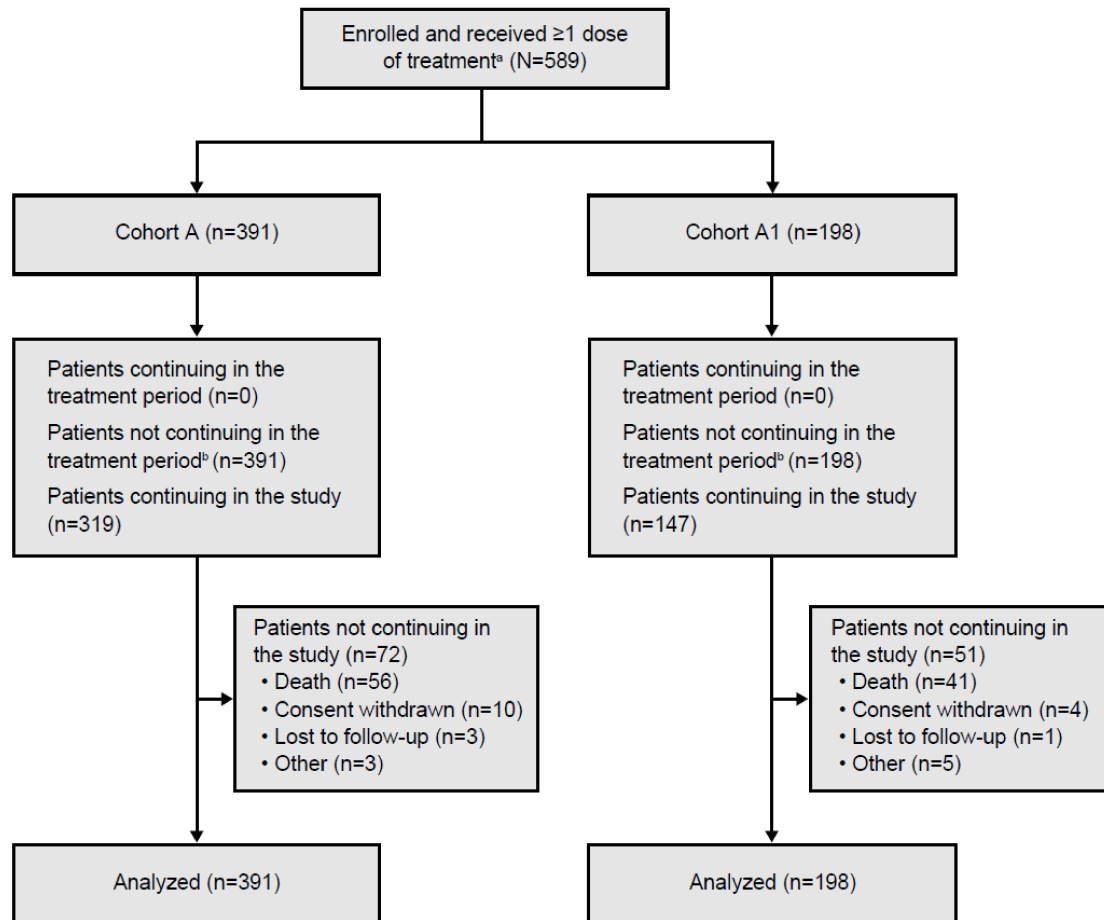 Enrolled and received ≥1 dose
of treatmentᵃ (N=589)
Cohort A (n=391)
Cohort A1 (n=198)
Patients continuing in the
treatment period (n=0)
Patients not continuing in the
treatment periodᵇ (n=391)
Patients continuing in the study
(n=319)
Patients continuing in the
treatment period (n=0)
Patients not continuing in the
treatment periodᵇ (n=198)
Patients continuing in the study
(n=147)
Patients not continuing in
the study (n=72)
• Death (n=56)
• Consent withdrawn (n=10)
• Lost to follow-up (n=3)
• Other (n=3)
Patients not continuing in
the study (n=51)
• Death (n=41)
• Consent withdrawn (n=4)
• Lost to follow-up (n=1)
• Other (n=5)
Analyzed (n=391)
Analyzed (n=198)